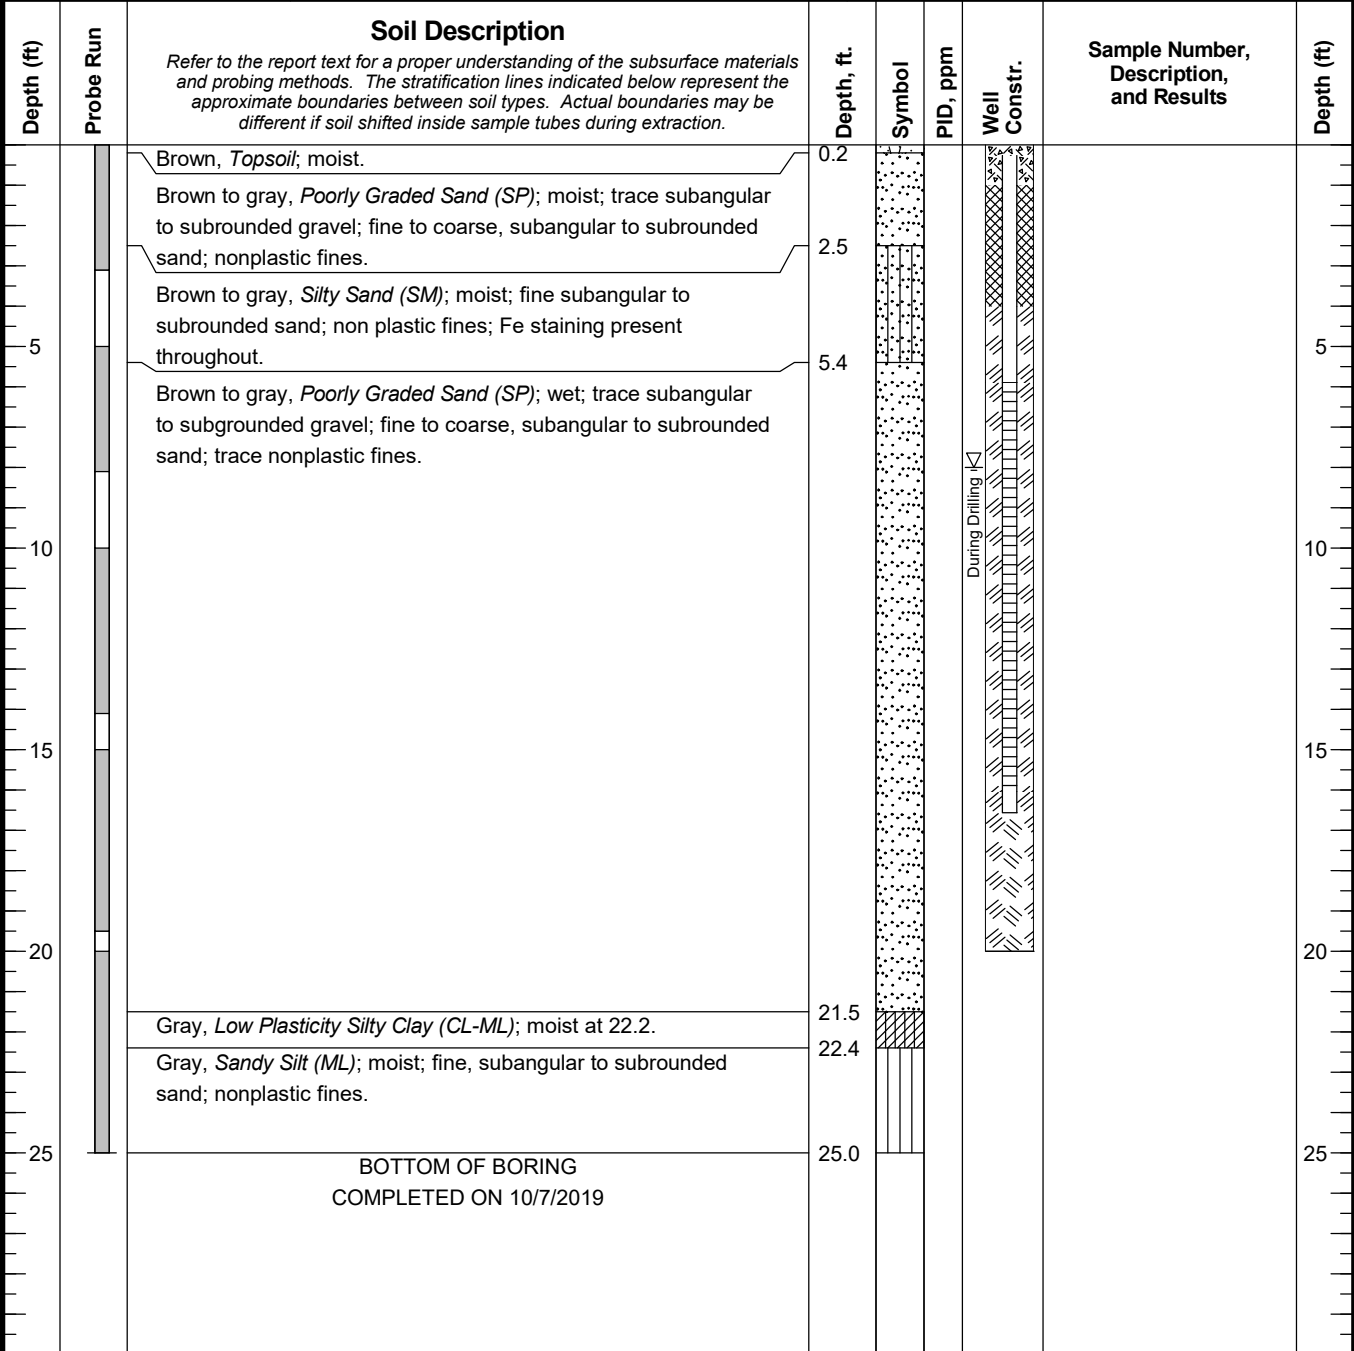 Depth (ft)
Probe Run
Soil Description
Refer to the report text for a proper understanding of the subsurface materials
and probing methods. The stratification lines indicated below represent the
approximate boundaries between soil types. Actual boundaries may be
different if soil shifted inside sample tubes during extraction.
Depth, ft.
Symbol
PID, ppm
Well
Constr.
Sample Number,
Description,
and Results
Depth (ft)
Brown, Topsoil; moist.
0.2
Brown to gray, Poorly Graded Sand (SP); moist; trace subangular
to subrounded gravel; fine to coarse, subangular to subrounded
sand; nonplastic fines.
2.5
Brown to gray, Silty Sand (SM); moist; fine subangular to
subrounded sand; non plastic fines; Fe staining present
throughout.
5
5.4
5
Brown to gray, Poorly Graded Sand (SP); wet; trace subangular
to subgrounded gravel; fine to coarse, subangular to subrounded
sand; trace nonplastic fines.
During Drilling
10
10
15
15
20
20
21.5
Gray, Low Plasticity Silty Clay (CL-ML); moist at 22.2.
22.4
Gray, Sandy Silt (ML); moist; fine, subangular to subrounded
sand; nonplastic fines.
25
25.0
25
BOTTOM OF BORING
COMPLETED ON 10/7/2019